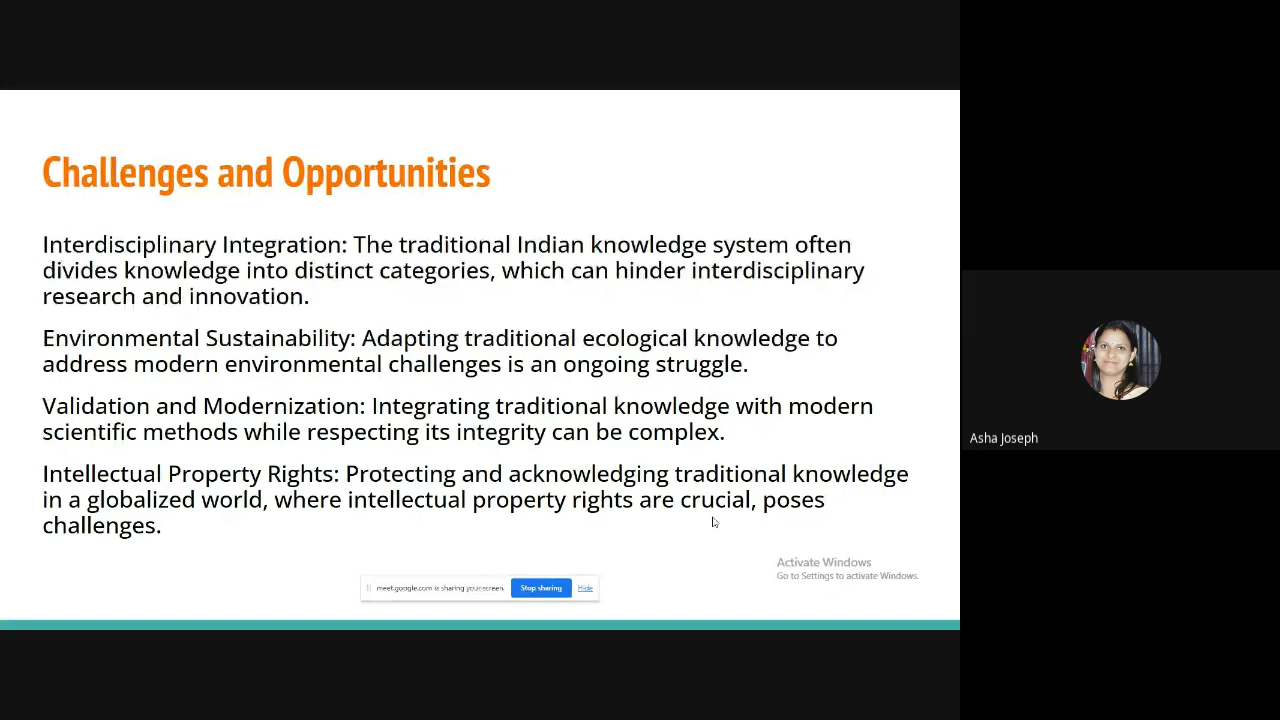 Challenges and Opportunities
Interdisciplinary Integration: The traditional Indian knowledge system often
divides knowledge into distinct categories, which can hinder interdisciplinary
research and innovation.
Environmental Sustainability: Adapting traditional ecological knowledge to
address modern environmental challenges is an ongoing struggle.
Validation and Modernization: Integrating traditional knowledge with modern
scientific methods while respecting its integrity can be complex.
Intellectual Property Rights: Protecting and acknowledging traditional knowledge
in a globalized world, where intellectual property rights are crucial, poses
challenges.
Activate Windows
Go to Settings to activate Windows.
meet.google.com is sharing your screen.
Stop sharing
Hide
Asha Joseph